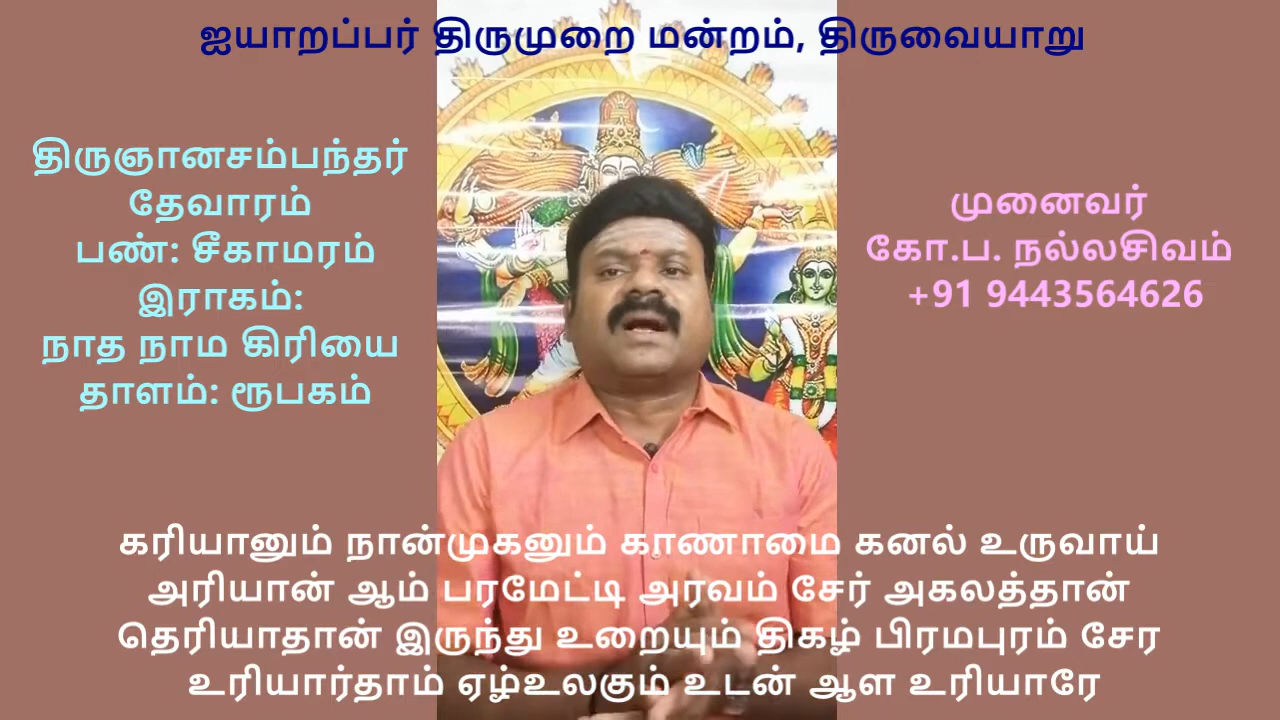 ஐயாறப்பர் திருமுறை மன்றம், திருவையாறு
திருஞானசம்பந்தர்
தேவாரம்
பண்: சீகாமரம்
இராகம்:
நாத நாம கிரியை
தாளம்: ரூபகம்
முனைவர்
கோ.ப. நல்லசிவம்
+91 9443564626
கரியானும் நான்முகனும் காணாமை கனல் உருவாய்
அரியான் ஆம் பரமேட்டி அரவம் சேர் அகலத்தான்
தெரியாதான் இருந்து உறையும் திகழ் பிரமபுரம் சேர
உரியார்தாம் ஏழ்உலகும் உடன் ஆள உரியாரே